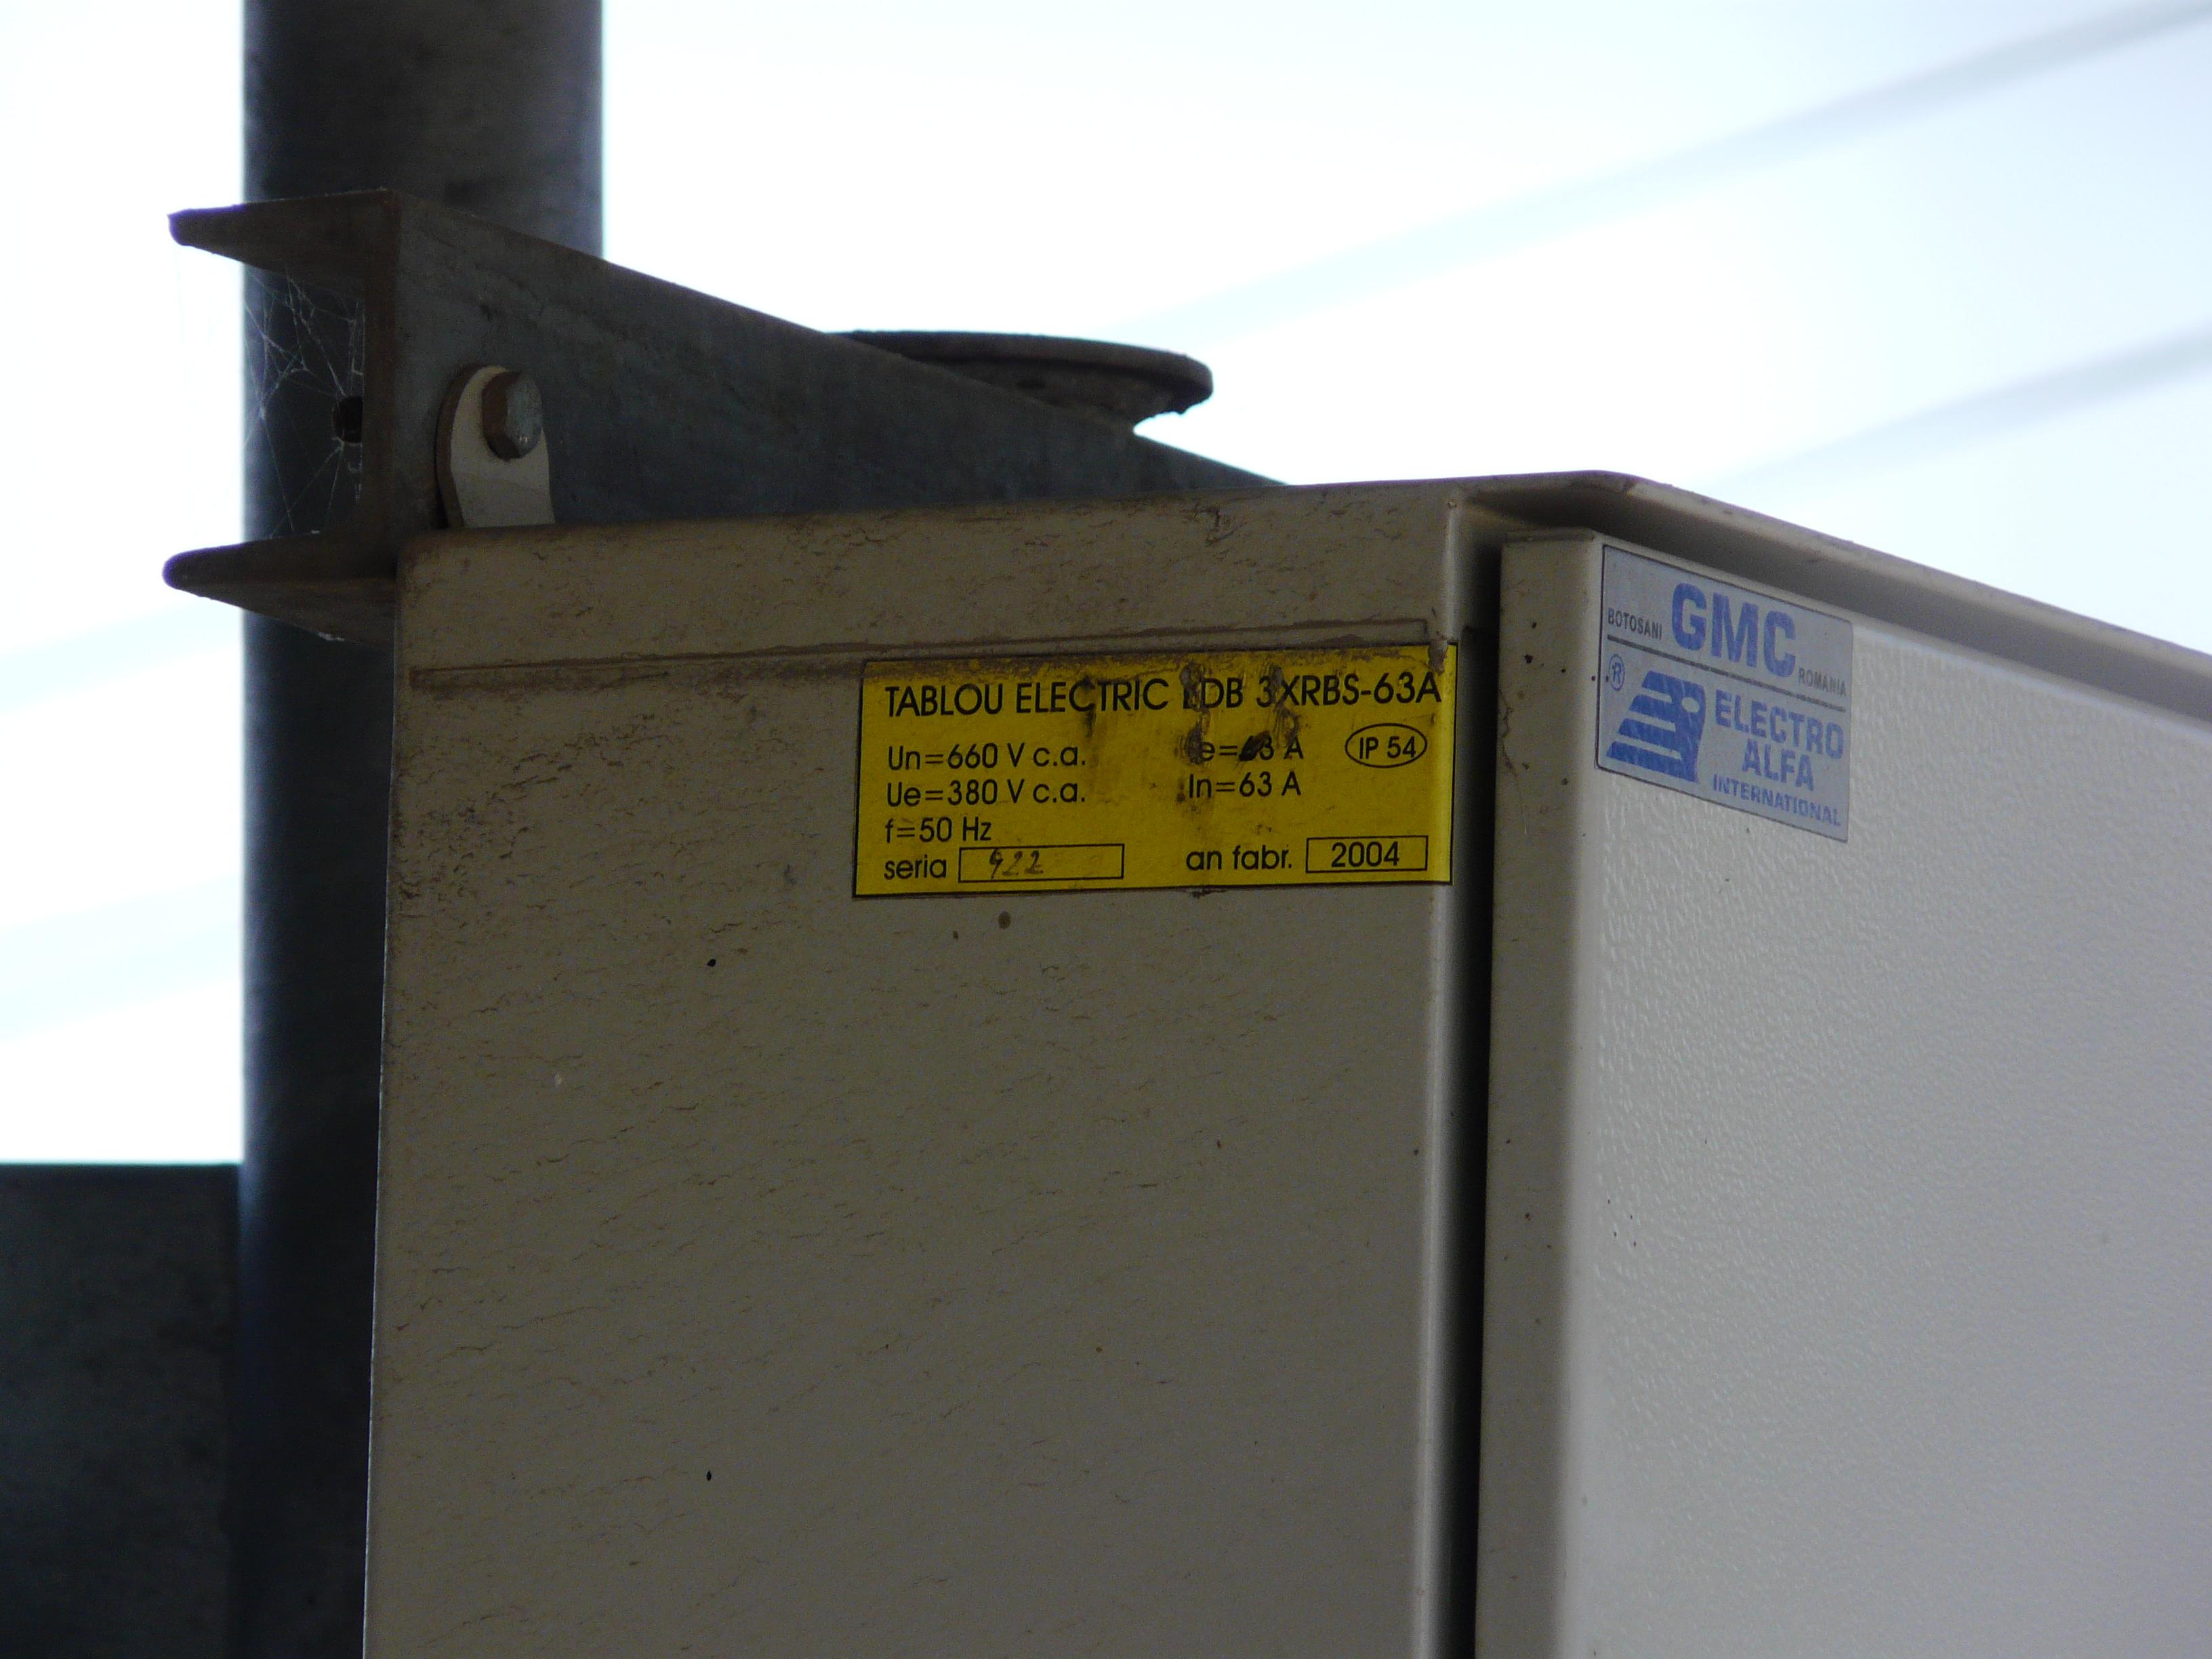 TABLOU ELECTRIC 3XRBS-63A
Un=660 V c.a.
Ue=380 V c.a.
f=50 Hz
seria 922
IP 54
In=63 A
an fabr. 2004
BOTOSANI GMC ROMANIA
®
ELECTRO
ALFA
INTERNATIONAL